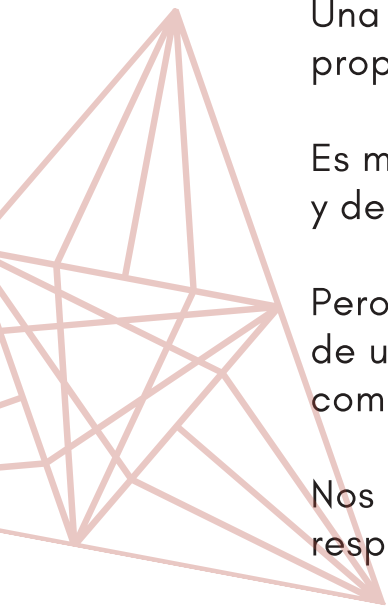 Una
prop
Es m
y de
Pero
de u
com
Nos
resp